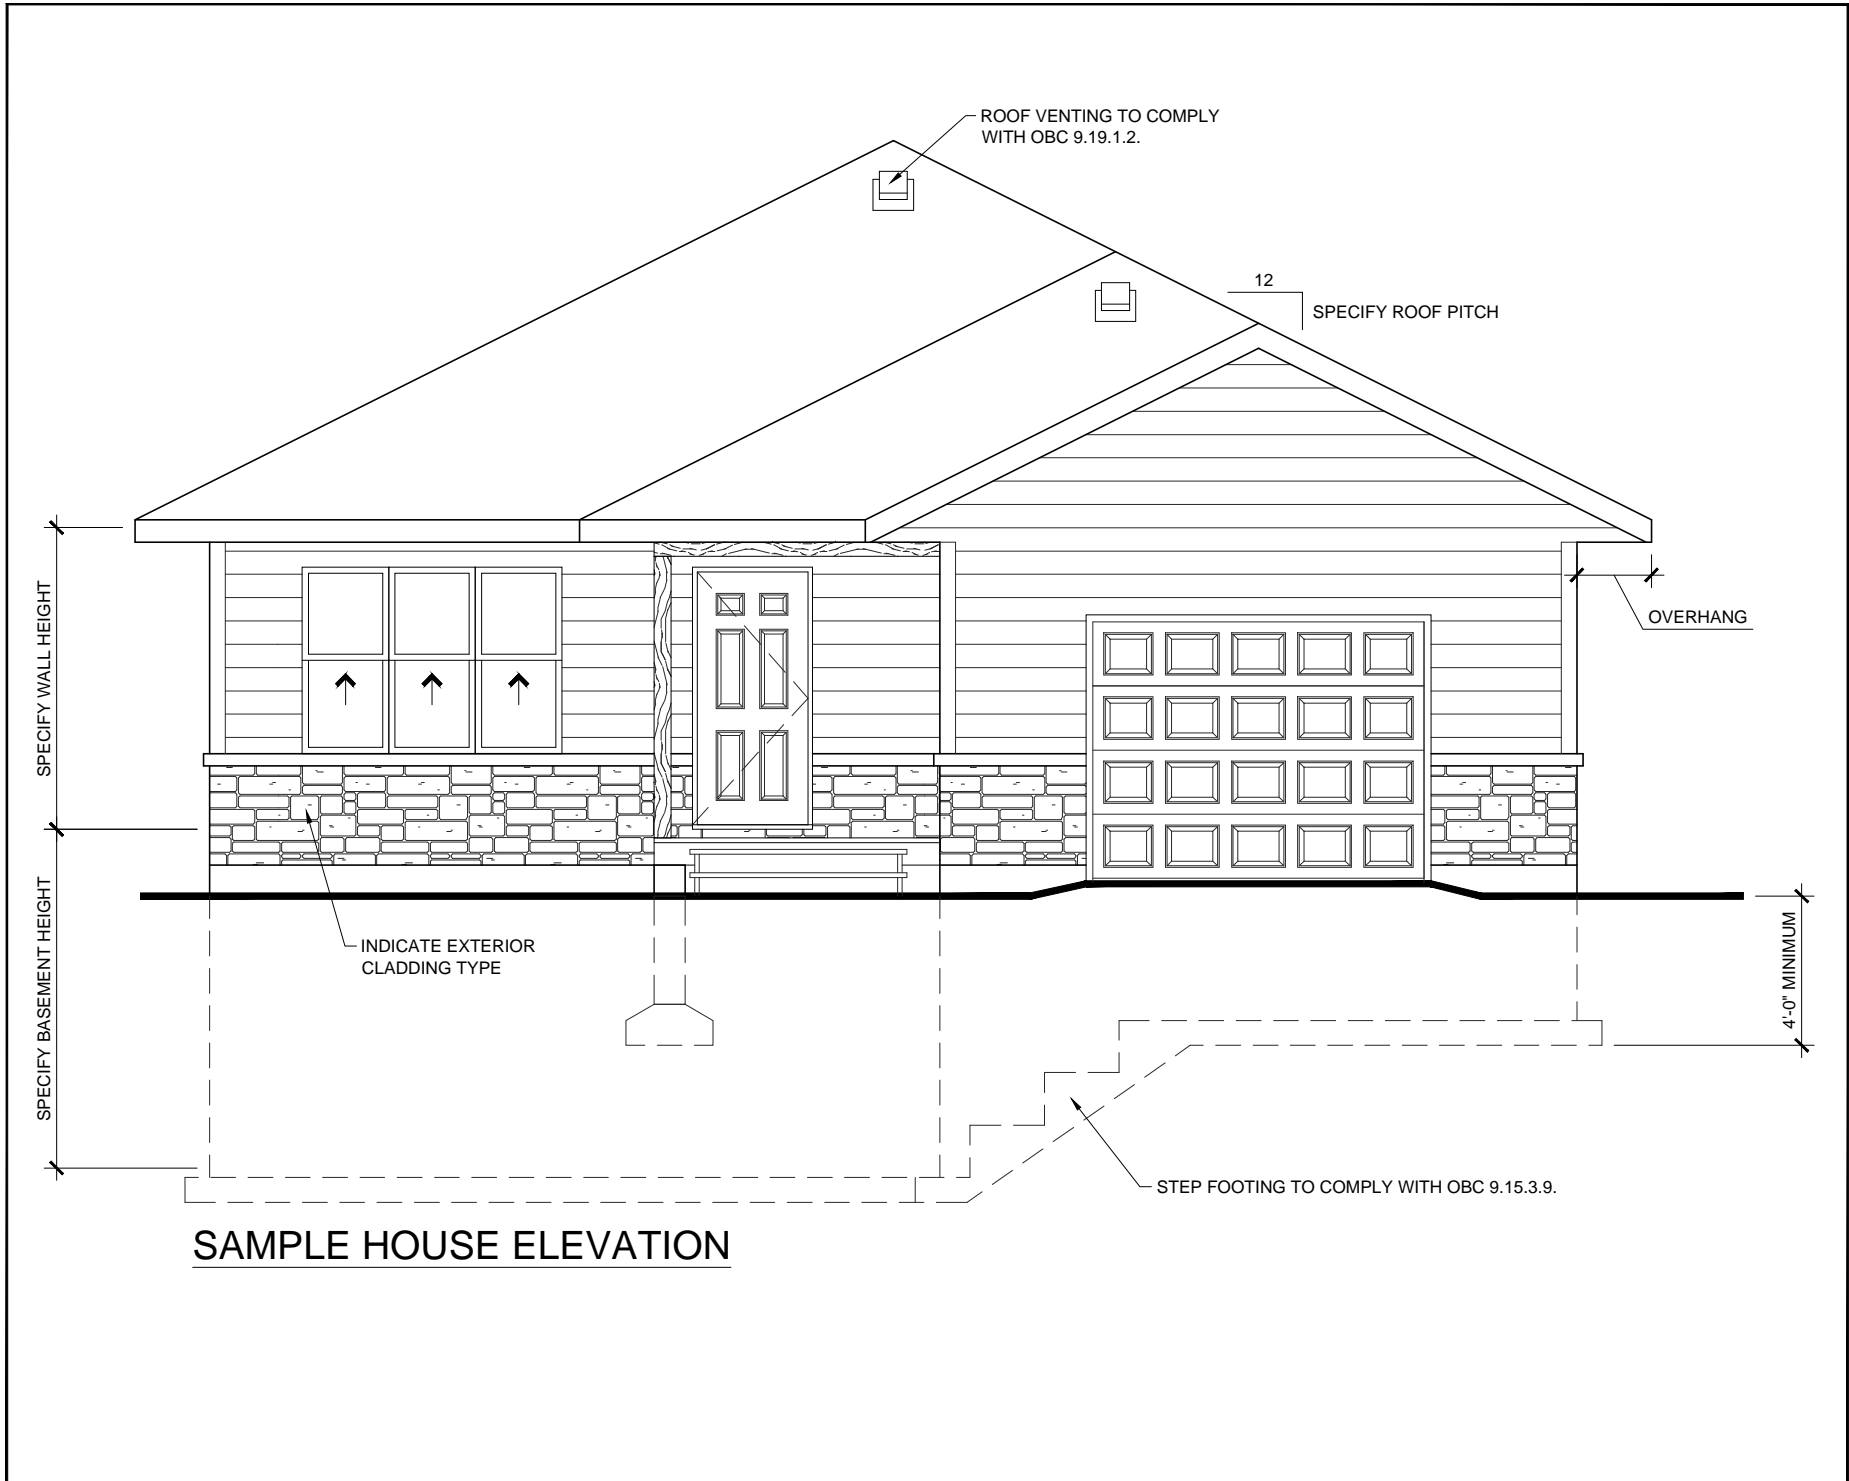 ROOF VENTING TO COMPLY
WITH OBC 9.19.1.2.
12
SPECIFY ROOF PITCH
SPECIFY WALL HEIGHT
OVERHANG
SPECIFY BASEMENT HEIGHT
INDICATE EXTERIOR
CLADDING TYPE
4'-0" MINIMUM
STEP FOOTING TO COMPLY WITH OBC 9.15.3.9.
SAMPLE HOUSE ELEVATION